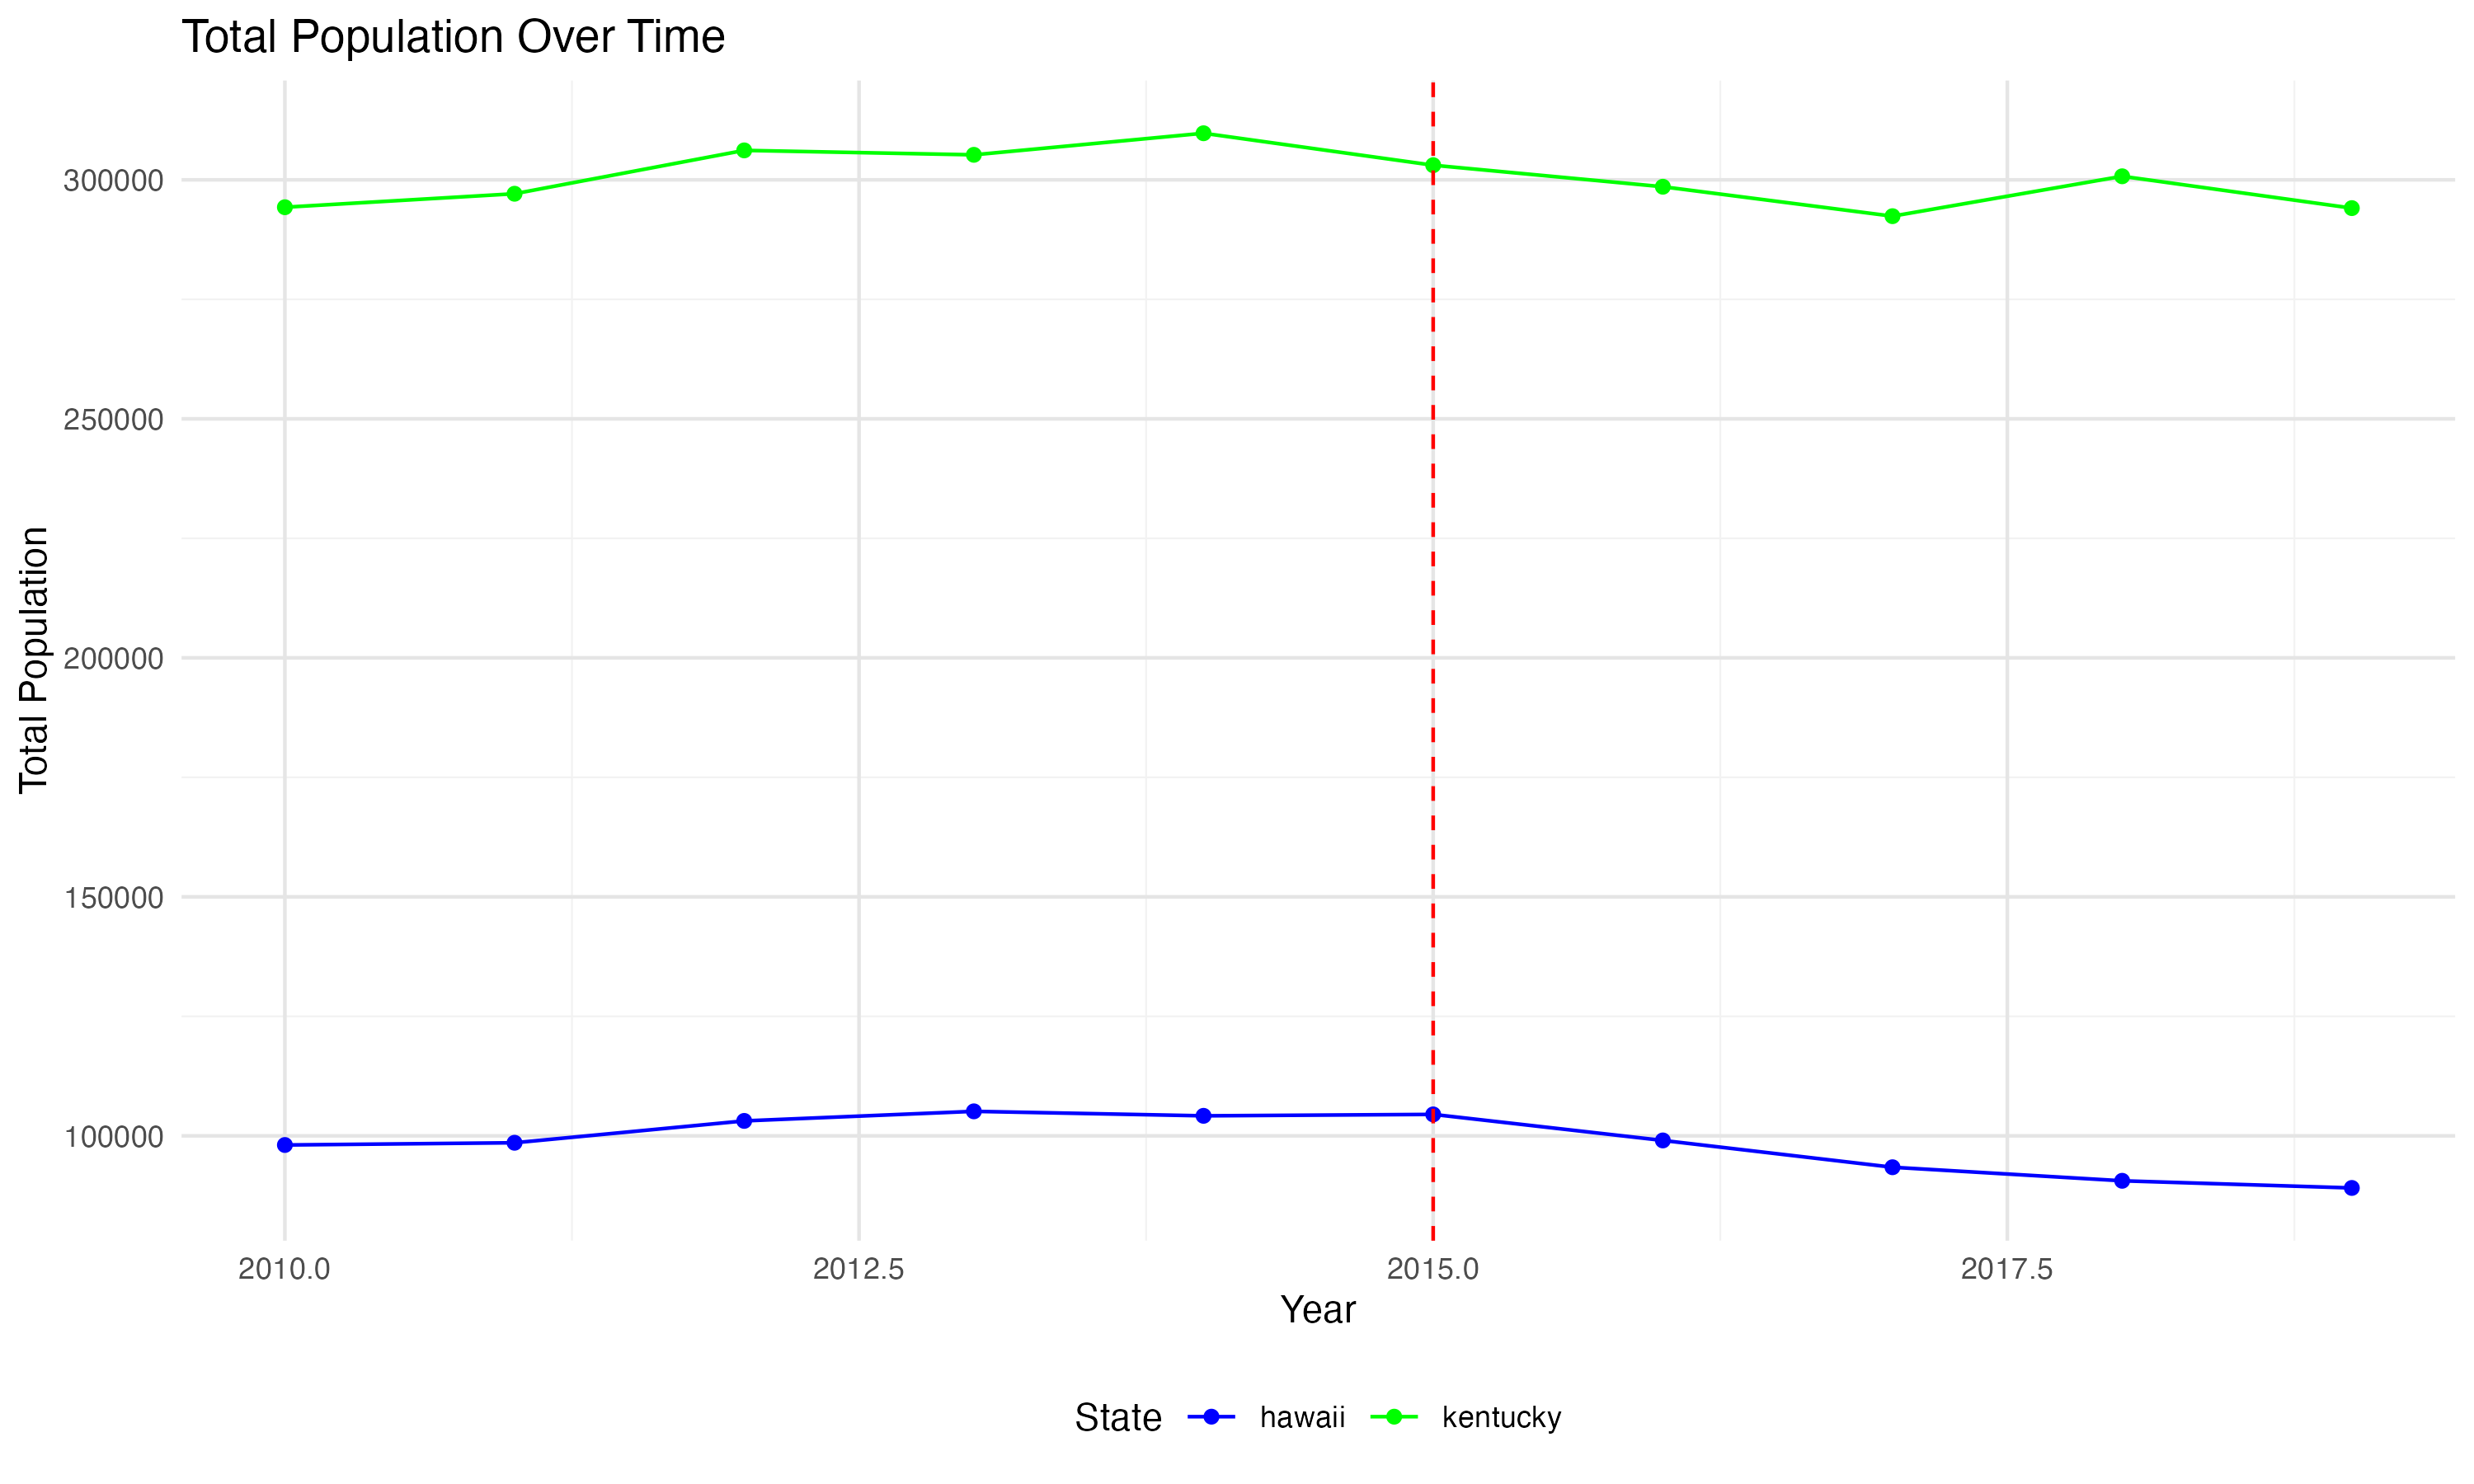 Total Population Over Time
Total Population
300000
250000
200000
150000
100000
2010.0 2012.5 2015.0 2017.5
Year
State hawaii kentucky